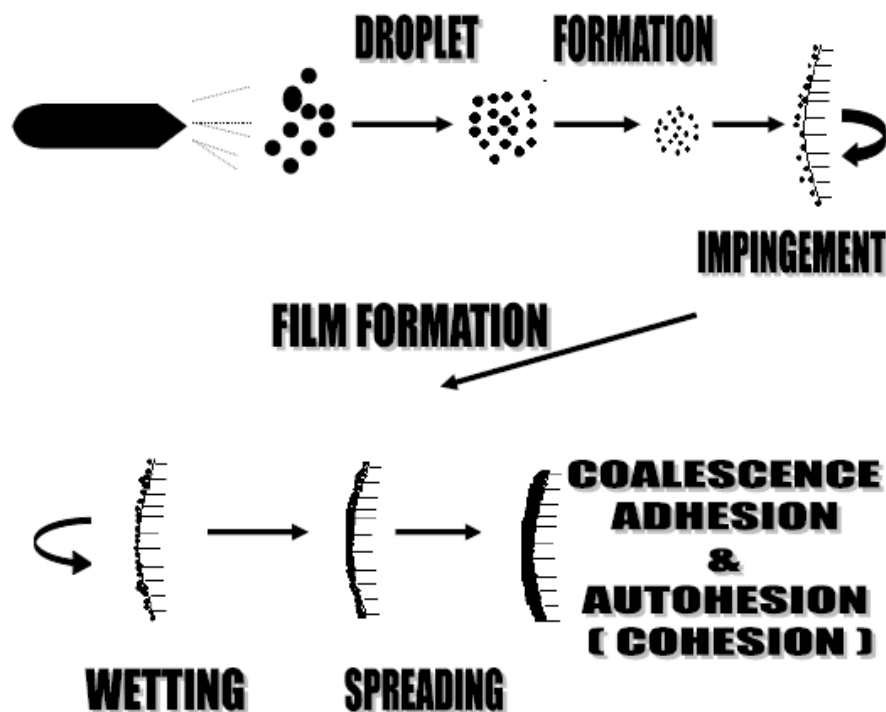 DROPLET FORMATION
IMPINGEMENT
FILM FORMATION
COALESCENCE
ADHESION
&
AUTOHESION
( COHESION )
WETTING SPREADING